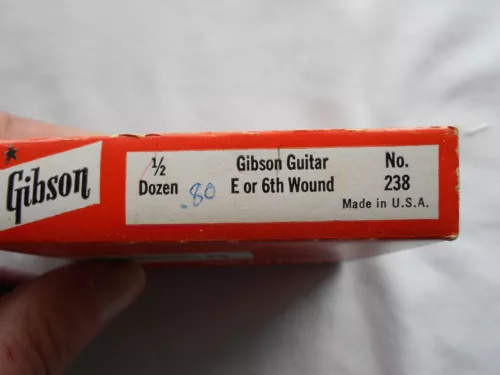 Gibson
½
Dozen
.80
Gibson Guitar
E or 6th Wound
No.
238
Made in U.S.A.